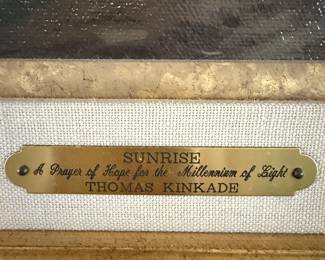 SUNRISE
A Prayer of Hope for the Millennium of Light
THOMAS KINKADE